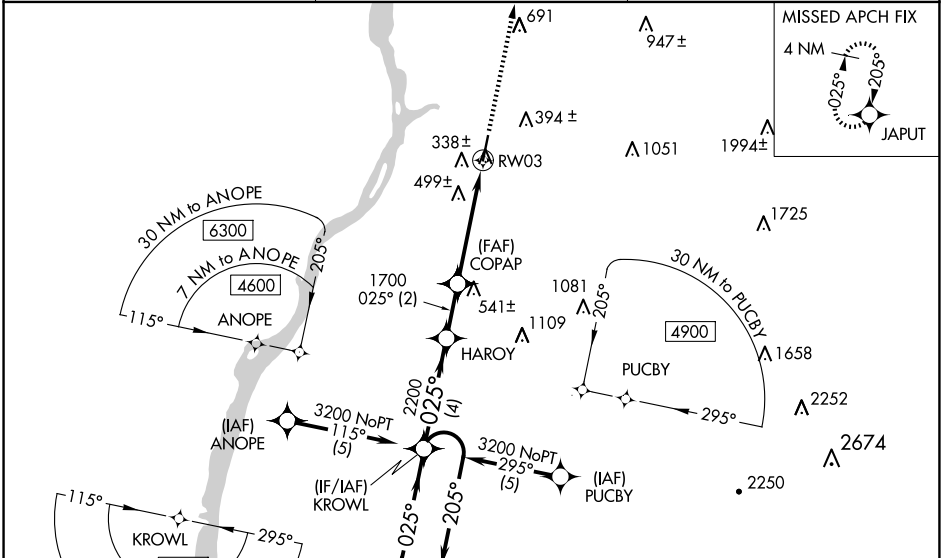 691
947±
MISSED APCH FIX
4 NM
025°
205°
JAPUT
394 ±
338±
RW03
1051
1994±
499±
30 NM to ANOPE
6300
205°
7 NM to ANOPE
4600
115°
ANOPE
1725
(FAF)
COPAP
1700
025° (2)
541±
1081
205°
30 NM to PUCBY
4900
1109
HAROY
1658
PUCBY
295°
2252
2200
025°
(4)
3200 NoPT
115°
(5)
(IAF)
ANOPE
3200 NoPT
295°
(5)
(IAF)
PUCBY
2674
(IF/IAF)
KROWL
2250
115°
KROWL
295°
025°
205°